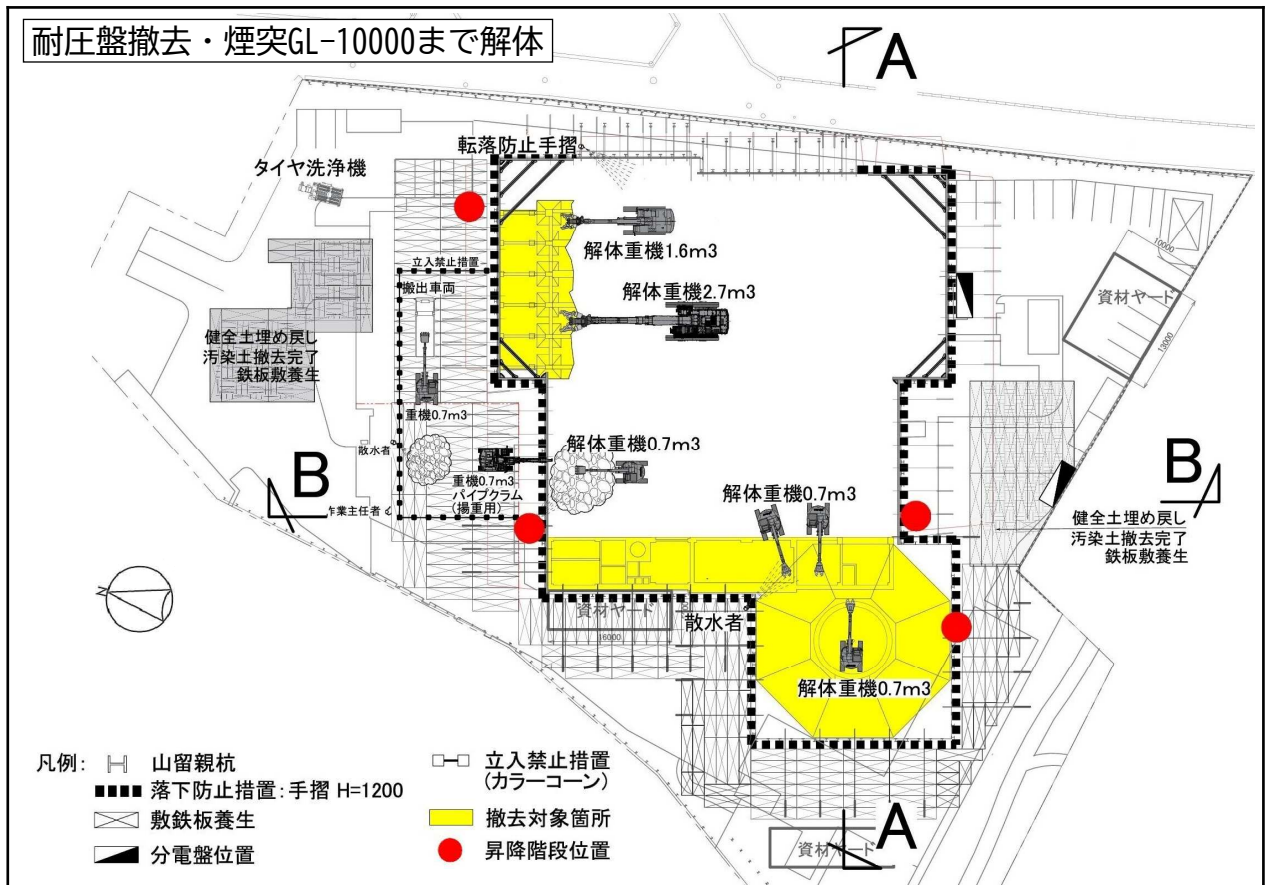 耐圧盤撤去・煙突GL-10000まで解体
A
転落防止手摺
タイヤ洗浄機
解体重機1.6m3
立入禁止措置
搬出車両
解体重機2.7m3
資材ヤード
10000
13000
健全土埋め戻し
汚染土撤去完了
鉄板敷養生
重機0.7m3
散水者
重機0.7m3
パイプクラム
(揚重用)
解体重機0.7m3
B
B
作業主任者
解体重機0.7m3
健全土埋め戻し
汚染土撤去完了
鉄板敷養生
N
資材ヤード
16000
散水者
解体重機0.7m3
凡例:
山留親杭
落下防止措置:手摺 H=1200
敷鉄板養生
分電盤位置
立入禁止措置
(カラーコーン)
撤去対象箇所
昇降階段位置
A
資材ヤード